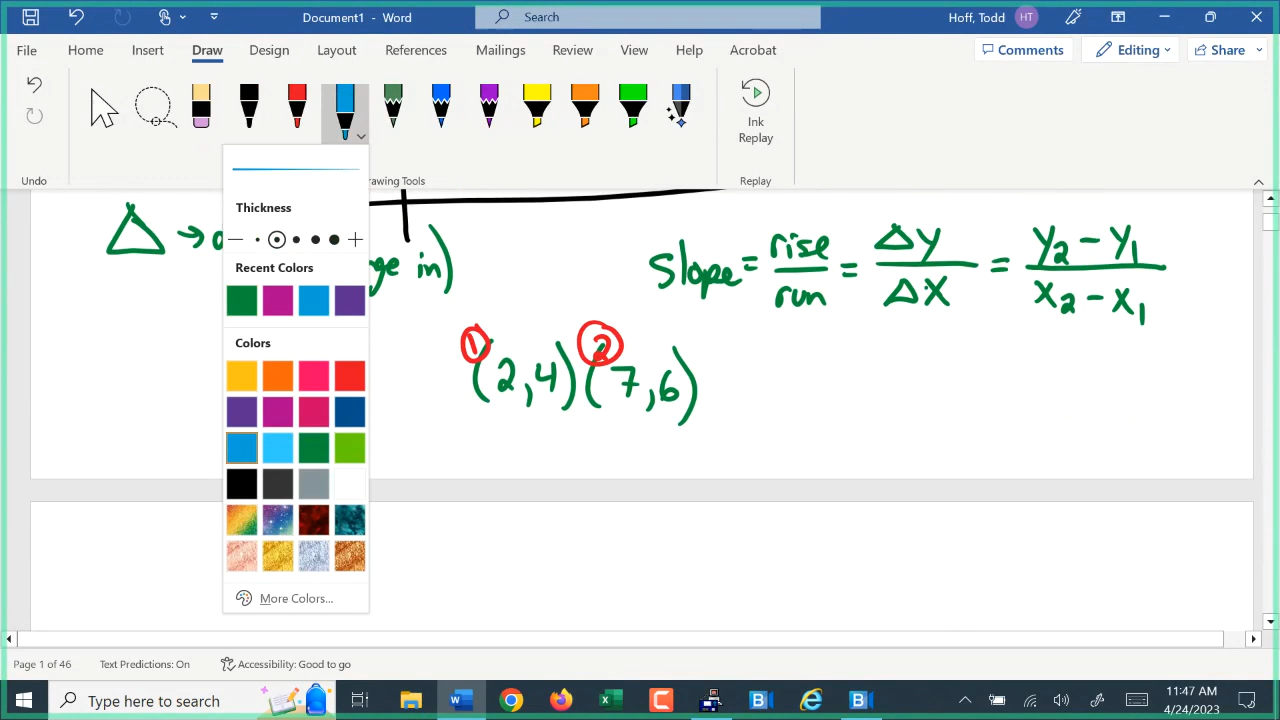 Document1 - Word
Search
Hoff, Todd
HT
File
Home
Insert
Draw
Design
Layout
References
Mailings
Review
View
Help
Acrobat
Comments
Editing
Share
Ink
Replay
Undo
rawing Tools
Replay
Thickness
Recent Colors
Colors
More Colors...
△ →
ge in)
Slope = rise/run = △y/△x = y₂ - y₁/x₂ - x₁
1 2
(2,4)(7,6)
Page 1 of 46
Text Predictions: On
Accessibility: Good to go
Type here to search
11:47 AM
4/24/2023